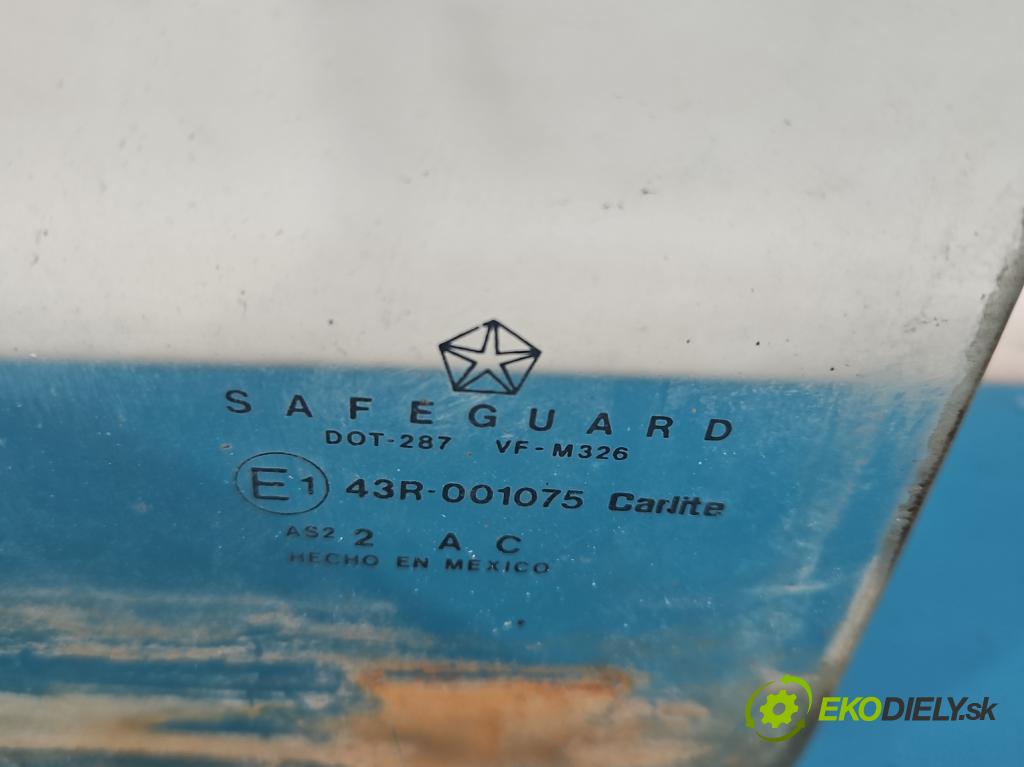 SAFEGUARD
DOT-287 VF-M326
E1 43R-001075 Carlite
AS2 2 A C
HECHO EN MEXICO
EKODIELY.sk